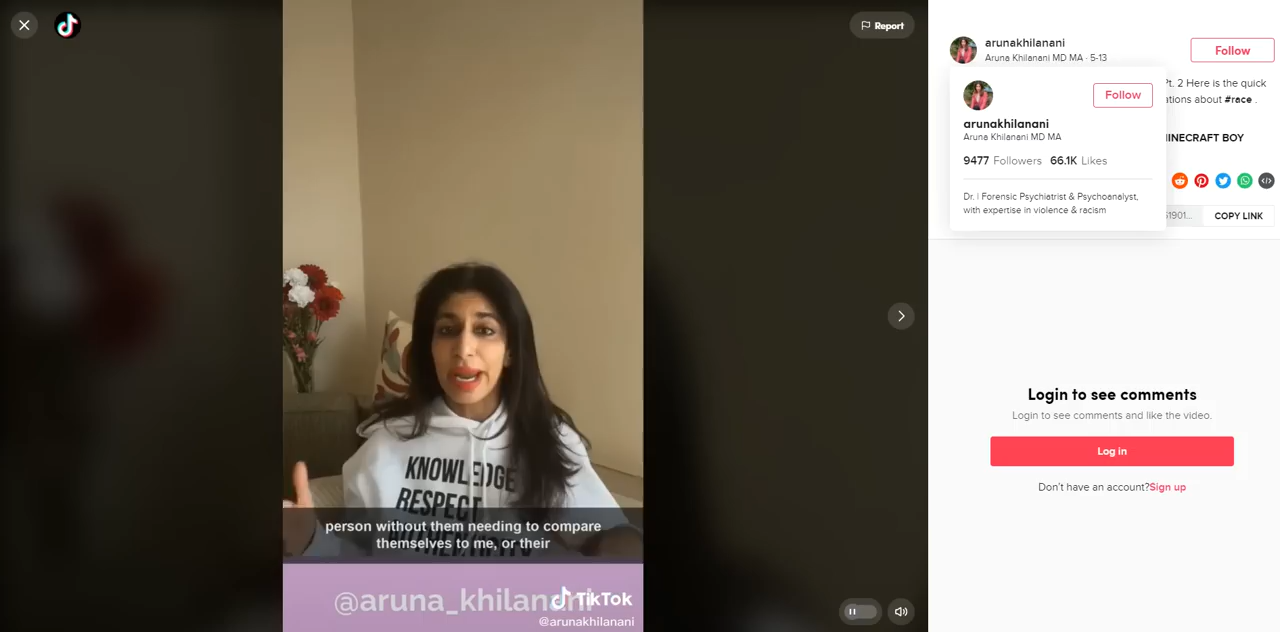 Report
KNOWLEDGE
RESPECT
AUTHENTICITY
person without them needing to compare
themselves to me, or their
@aruna_khilanani
TikTok
@arunakhilanani
arunakhilanani
Aruna Khilanani MD MA · 5-13
Follow
Pt. 2 Here is the quick
#race .
Follow
arunakhilanani
Aruna Khilanani MD MA
9477 Followers 66.1K Likes
Dr. | Forensic Psychiatrist & Psychoanalyst,
with expertise in violence & racism
BOY
COPY LINK
Login to see comments
Login to see comments and like the video.
Log in
Don't have an account? Sign up